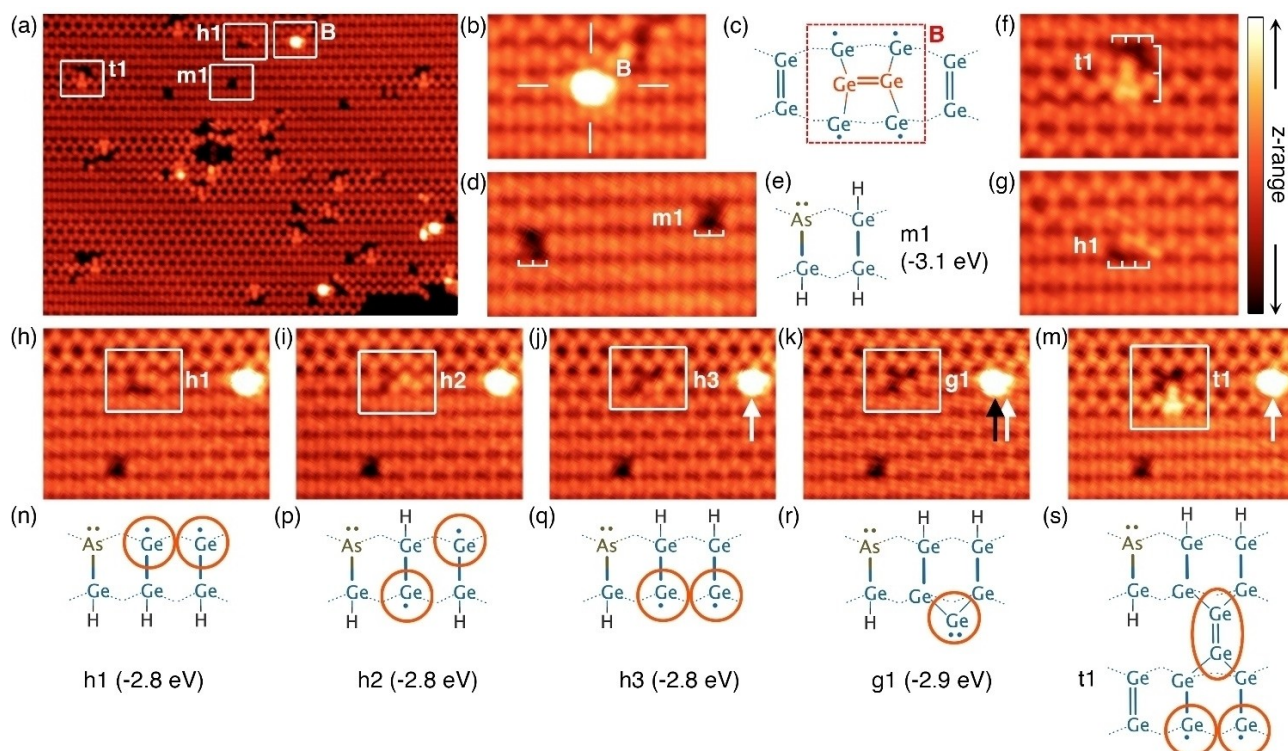 (a)
h1
B
t1
m1
(b)
B
(c)
B
Ge Ge
Ge Ge
Ge=Ge
Ge Ge
Ge Ge
(f)
t1
z-range
(d)
m1
(e)
H
As Ge
Ge Ge
H H
m1
(-3.1 eV)
(g)
h1
(h)
h1
(i)
h2
(j)
h3
(k)
g1
(m)
t1
(n)
As Ge Ge
Ge Ge Ge
H H H
h1 (-2.8 eV)
(p)
H
As Ge Ge
Ge Ge Ge
H H
h2 (-2.8 eV)
(q)
H H
As Ge Ge
Ge Ge Ge
H
h3 (-2.8 eV)
(r)
H H
As Ge Ge
Ge Ge Ge
H Ge
g1 (-2.9 eV)
(s)
H H
As Ge Ge
Ge Ge Ge
H Ge
Ge
t1
Ge Ge Ge
Ge Ge Ge